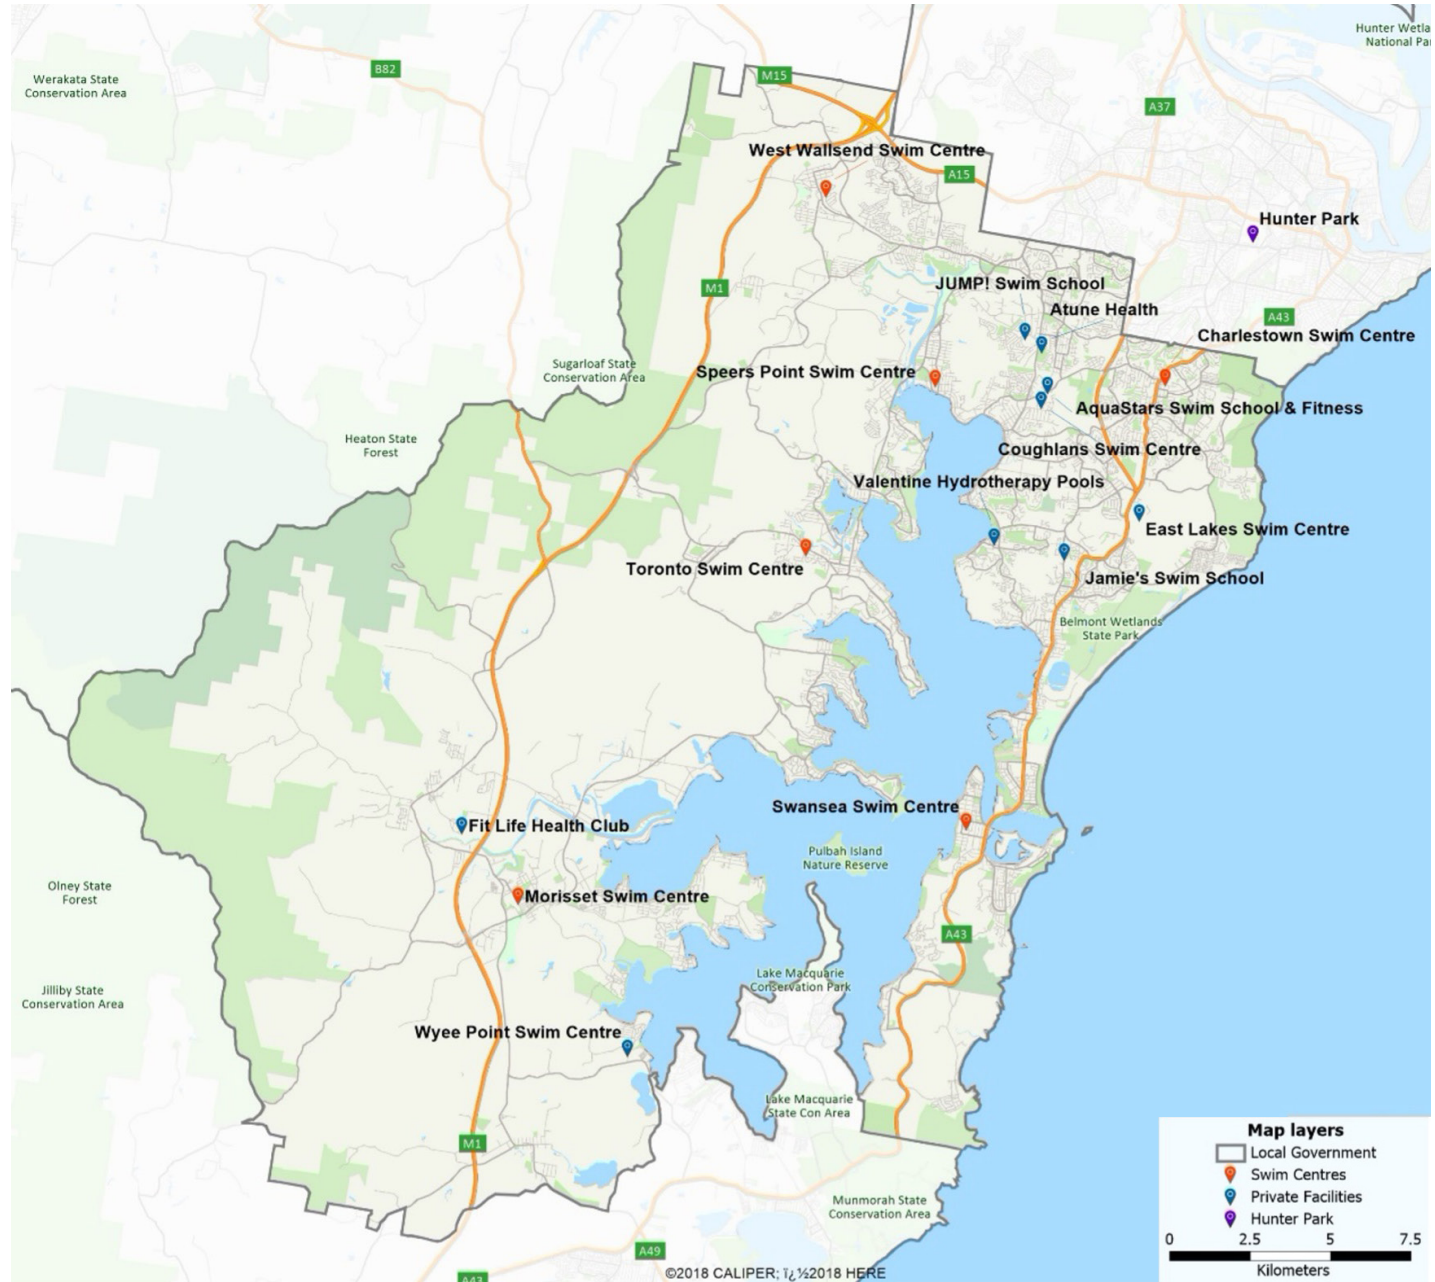 Hunter Wetla
National Par
B82
M15
Werakata State
Conservation Area
A37
West Wallsend Swim Centre
A15
Hunter Park
JUMP! Swim School
M1
Atune Health
A43
Charlestown Swim Centre
Sugarloaf State
Conservation Area
Speers Point Swim Centre
AquaStars Swim School & Fitness
Heaton State
Forest
Coughlans Swim Centre
Valentine Hydrotherapy Pools
East Lakes Swim Centre
Toronto Swim Centre
Jamie's Swim School
Belmont Wetlands
State Park
Swansea Swim Centre
Fit Life Health Club
Pulbah Island
Nature Reserve
Olney State
Forest
Morisset Swim Centre
A43
Lake Macquarie
Conservation Park
Jilliby State
Conservation Area
Wyee Point Swim Centre
Lake Macquarie
State Con Area
M1
Map layers
Local Government
Swim Centres
Private Facilities
Hunter Park
0 2.5 5 7.5
Kilometers
Munmorah State
Conservation Area
A49
©2018 CALIPER; ï¿½2018 HERE
A43